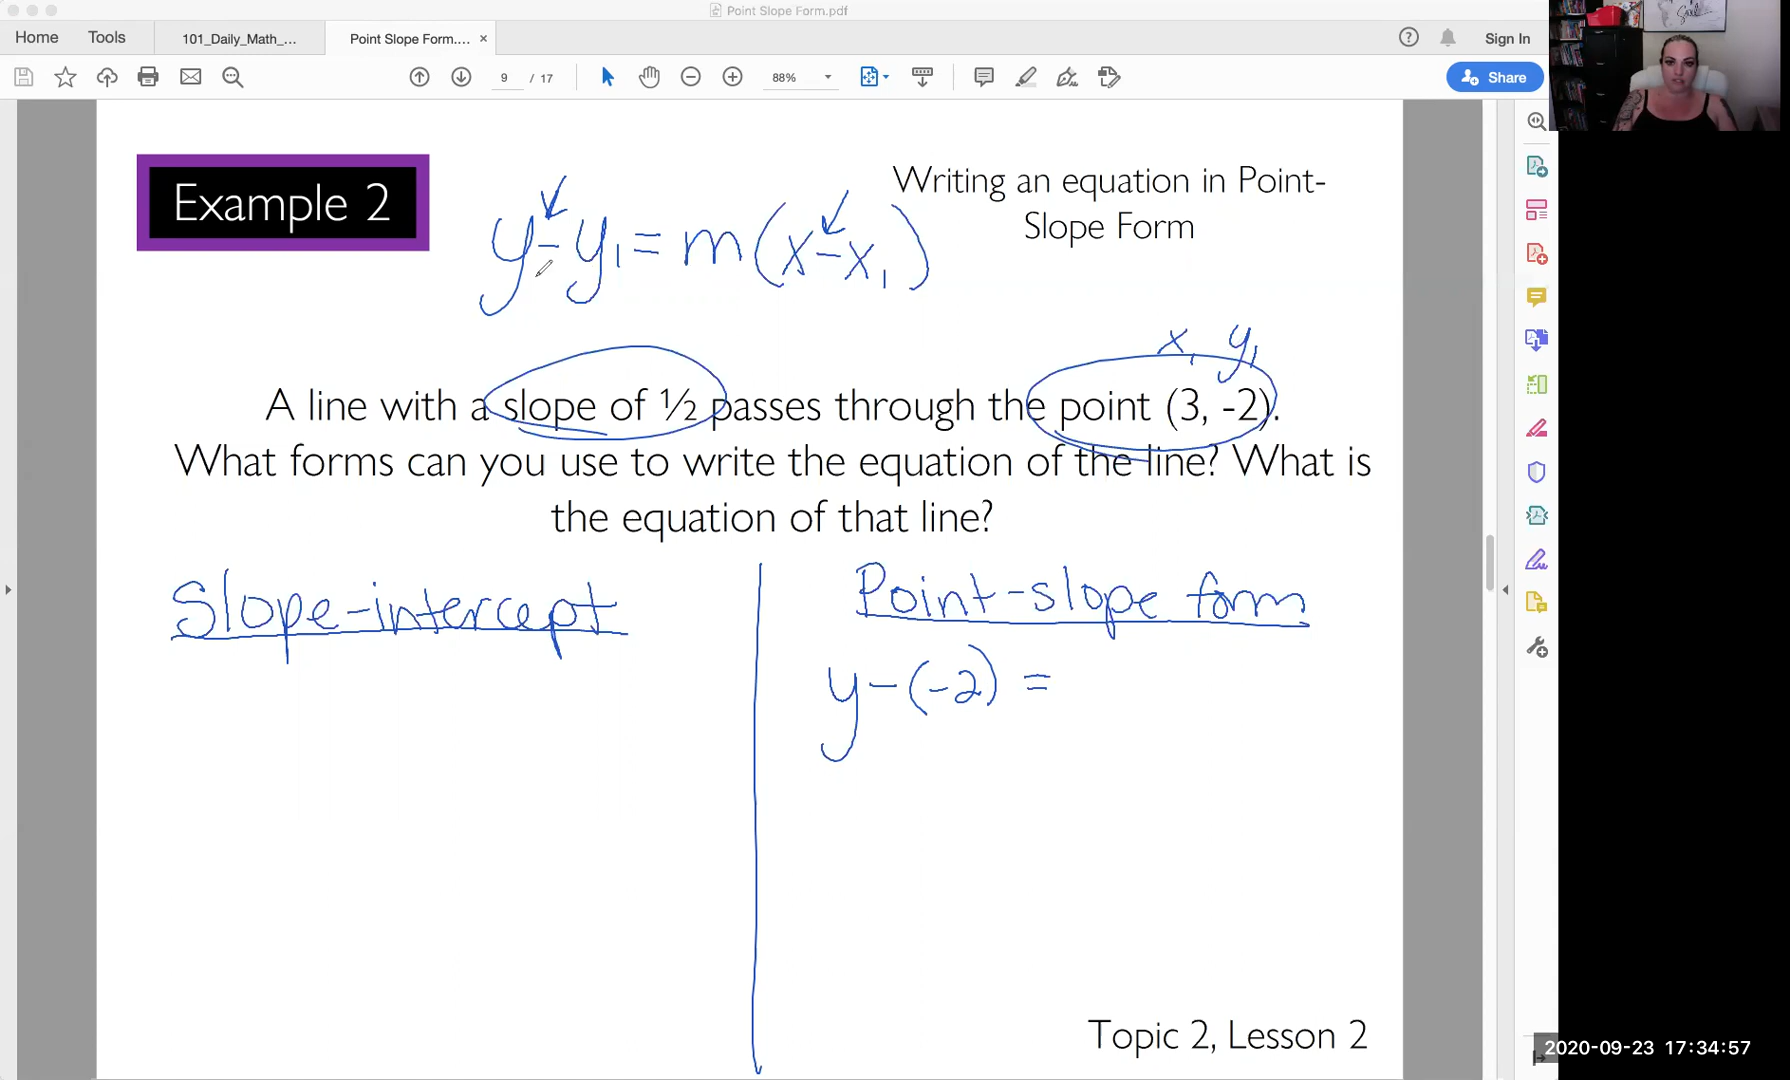 Point Slope Form.pdf
Home Tools 101_Daily_Math_... Point Slope Form.... × Sign In
9 / 17 88% Share
Example 2
y - y₁ = m(x - x₁)
Writing an equation in Point-
Slope Form
x₁ y₁
A line with a slope of ½ passes through the point (3, -2).
What forms can you use to write the equation of the line? What is
the equation of that line?
Slope-intercept
Point-slope form
y - (-2) =
Topic 2, Lesson 2
2020-09-23 17:34:57